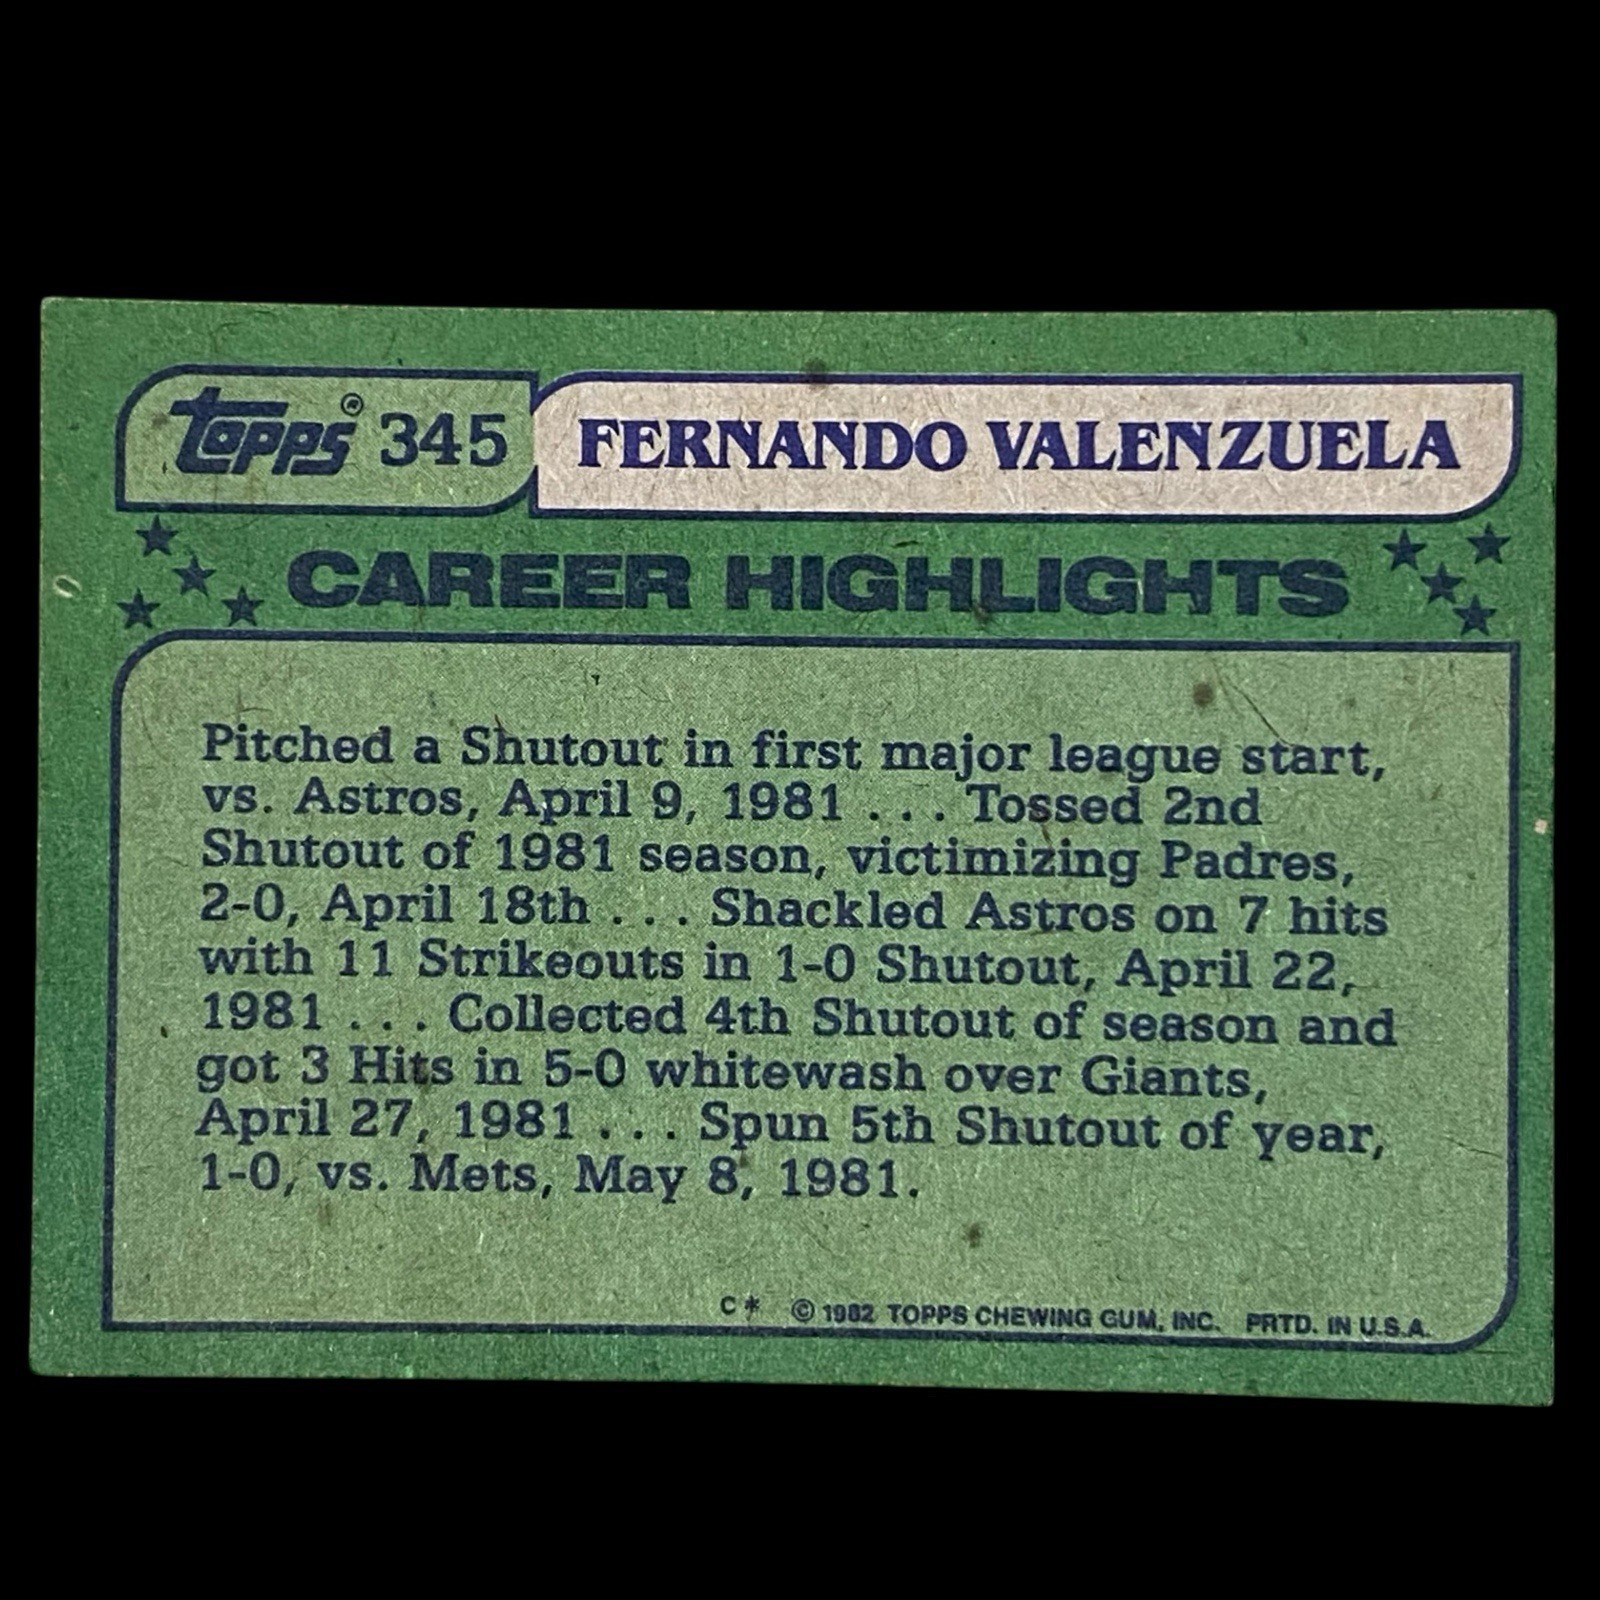 Topps® 345 FERNANDO VALENZUELA
CAREER HIGHLIGHTS
Pitched a Shutout in first major league start,
vs. Astros, April 9, 1981 . . . Tossed 2nd
Shutout of 1981 season, victimizing Padres,
2-0, April 18th . . . Shackled Astros on 7 hits
with 11 Strikeouts in 1-0 Shutout, April 22,
1981 . . . Collected 4th Shutout of season and
got 3 Hits in 5-0 whitewash over Giants,
April 27, 1981 . . . Spun 5th Shutout of year,
1-0, vs. Mets, May 8, 1981.
C* © 1982 TOPPS CHEWING GUM, INC. PRTD. IN U.S.A.